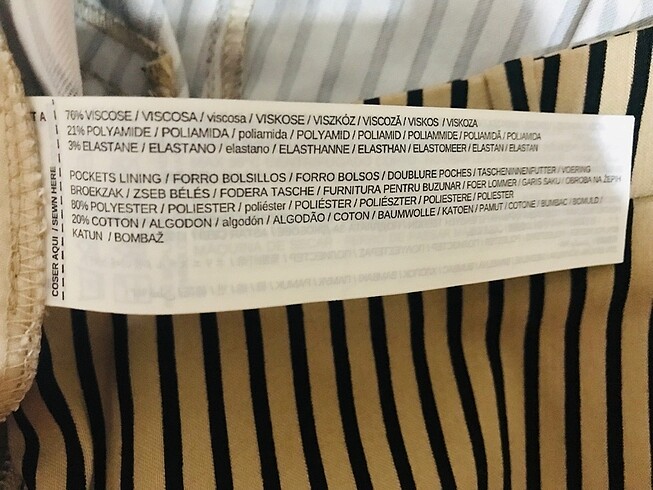 76% VISCOSE / VISCOSA / viscosa / VISKOSE / VISZKÓZ / VISCOZĂ / VISKOS / VISKOZA
21% POLYAMIDE / POLIAMIDA / poliamida / POLYAMID / POLIAMID / POLIAMMIDE / POLIAMIDĂ / POLIAMIDA
3% ELASTANE / ELASTANO / elastano / ELASTHANNE / ELASTHAN / ELASTOMEER / ELASTAN / ELASTAN
POCKETS LINING / FORRO BOLSILLOS / FORRO BOLSOS / DOUBLURE POCHES / TASCHENINNENFUTTER / VOERING
BROEKZAK / ZSEB BÉLÉS / FODERA TASCHE / FURNITURA PENTRU BUZUNAR / FOER LOMMER / GARIS SAKU / OBROBA NA ŽEPIH
80% POLYESTER / POLIESTER / poliéster / POLIÉSTER / POLIÉSZTER / POLIESTERE / POLIESTER
20% COTTON / ALGODON / algodón / ALGODÃO / COTON / BAUMWOLLE / KATOEN / PAMUT / COTONE / BUMBAC / BOMULD /
KATUN / BOMBAŽ
COSER AQUI / SEWN HERE